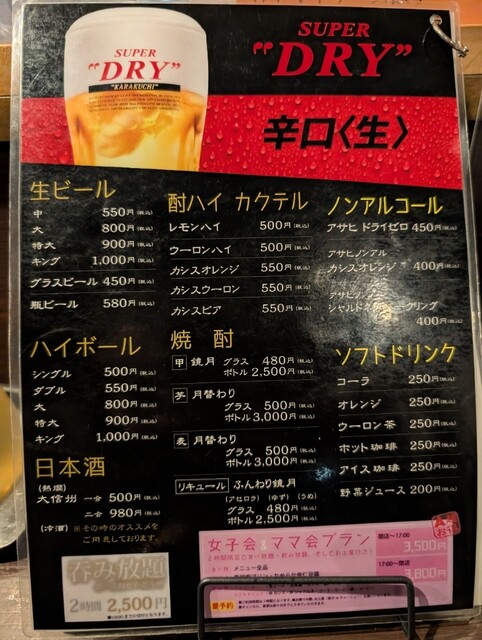 SUPER
"DRY"
"KARAKUCHI"
SUPER
"DRY"
辛口〈生〉
生ビール
中 550円(税込)
大 800円(税込)
特大 900円(税込)
キング 1,000円(税込)
グラスビール 450円(税込)
瓶ビール 580円(税込)
酎ハイ カクテル
レモンハイ 500円(税込)
ウーロンハイ 500円(税込)
カシスオレンジ 550円(税込)
カシスウーロン 550円(税込)
カシスビア 550円(税込)
ノンアルコール
アサヒ ドライゼロ 450円(税込)
アサヒノンアル
カシスオレンジ 400円(税込)
アサヒノン
400円(税込)
ハイボール
シングル 500円(税込)
ダブル 550円(税込)
大 800円(税込)
特大 900円(税込)
キング 1,000円(税込)
焼酎
甲 鏡月 グラス 480円(税込)
ボトル 2,500円(税込)
芋 月替わり
グラス 500円(税込)
ボトル 3,000円(税込)
麦 月替わり
グラス 500円(税込)
ボトル 3,000円(税込)
リキュール ふんわり鏡月
(アセロラ)(ゆず)(うめ)
グラス 480円(税込)
ボトル 2,500円(税込)
ソフトドリンク
コーラ 250円(税込)
オレンジ 250円(税込)
ウーロン茶 250円(税込)
ホット珈琲 250円(税込)
アイス珈琲 250円(税込)
野菜ジュース 200円(税込)
日本酒
(熱燗)
大信州 一合 500円(税込)
二合 980円(税込)
(冷酒) ※その時のオススメを
ご用意しております。
呑み放題
2時間 2,500円(税込)
女子会&ママ会プラン
開店〜17:00
3,500円
17:00〜閉店
3,800円
メニュー全品
要予約